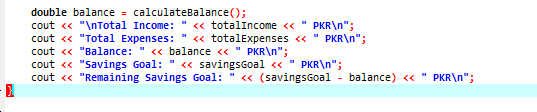 double balance = calculateBalance();
cout << "\nTotal Income: " << totalIncome << " PKR\n";
cout << "Total Expenses: " << totalExpenses << " PKR\n";
cout << "Balance: " << balance << " PKR\n";
cout << "Savings Goal: " << savingsGoal << " PKR\n";
cout << "Remaining Savings Goal: " << (savingsGoal - balance) << " PKR\n";
}